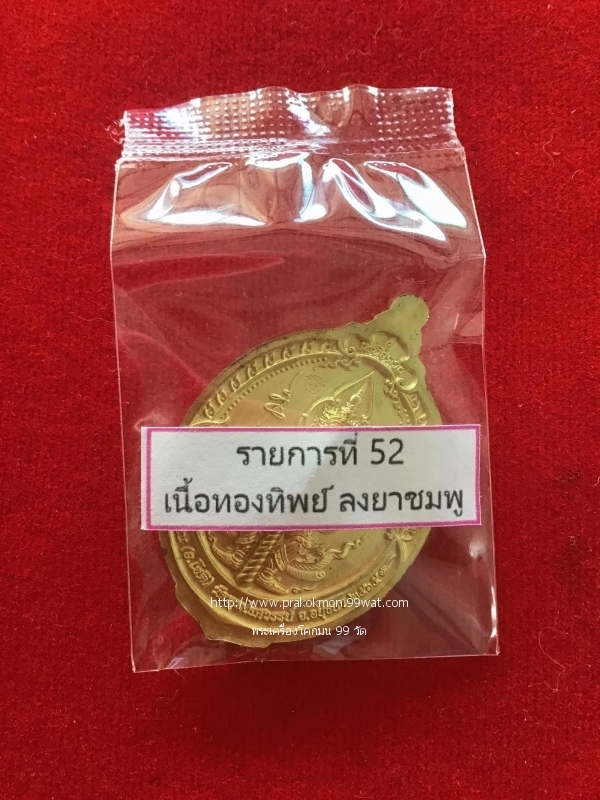 รายการที่ 52
เนื้อทองทิพย์ ลงยาชมพู
http://www.prakokmon.99wat.com
พระเครื่องโคกมน 99 วัด